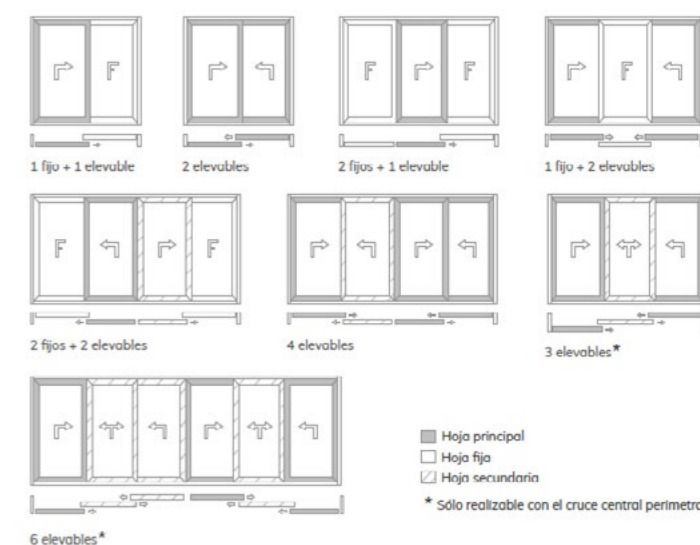 F
F
F
F
1 fijo + 1 elevable
2 elevables
2 fijos + 1 elevable
1 fijo + 2 elevables
F
F
2 fijos + 2 elevables
4 elevables
3 elevables*
Hoja principal
Hoja fija
Hoja secundaria
* Sólo realizable con el cruce central
6 elevables*